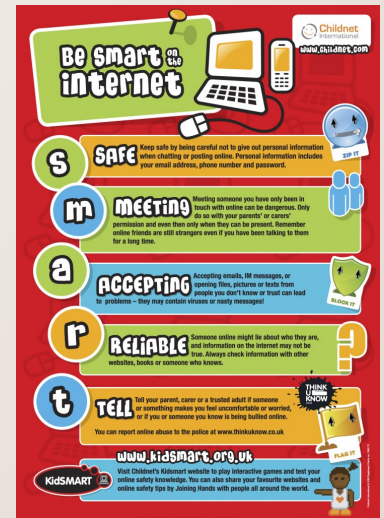 Childnet
International
www.childnet.com
Be smart on the
internet
ZIP IT
s
SAFE Keep safe by being careful not to give out personal information
when chatting or posting online. Personal information includes
your email address, phone number and password.
m
MEETING Meeting someone you have only been in
touch with online can be dangerous. Only
do so with your parents' or carers'
permission and even then only when they can be present. Remember
online friends are still strangers even if you have been talking to them
for a long time.
a
ACCEPTING Accepting emails, IM messages, or
opening files, pictures or texts from
people you don't know or trust can lead
to problems – they may contain viruses or nasty messages!
BLOCK IT
r
RELIABLE Someone online might lie about who they are,
and information on the internet may not be
true. Always check information with other
websites, books or someone who knows.
t
TELL Tell your parent, carer or a trusted adult if someone
or something makes you feel uncomfortable or worried,
or if you or someone you know is being bullied online.
You can report online abuse to the police at www.thinkuknow.co.uk
THINK
U
KNOW
FLAG IT
www.kidsmart.org.uk
KidSMART
Visit Childnet's Kidsmart website to play interactive games and test your
online safety knowledge. You can also share your favourite websites and
online safety tips by Joining Hands with people all around the world.